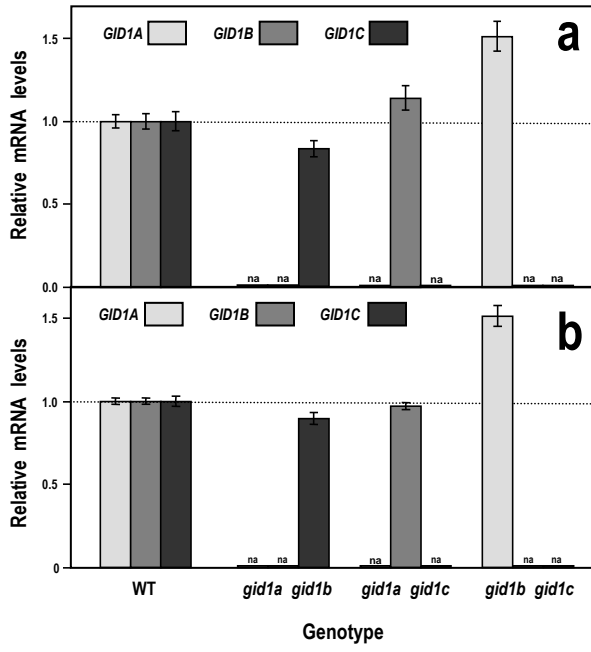 GID1A GID1B GID1C
a
Relative mRNA levels
1.5
1.0
0.5
0.0
na na na na na na
GID1A GID1B GID1C
b
Relative mRNA levels
1.5
1.0
0.5
0
na na na na na na
WT gid1a gid1b gid1a gid1c gid1b gid1c
Genotype